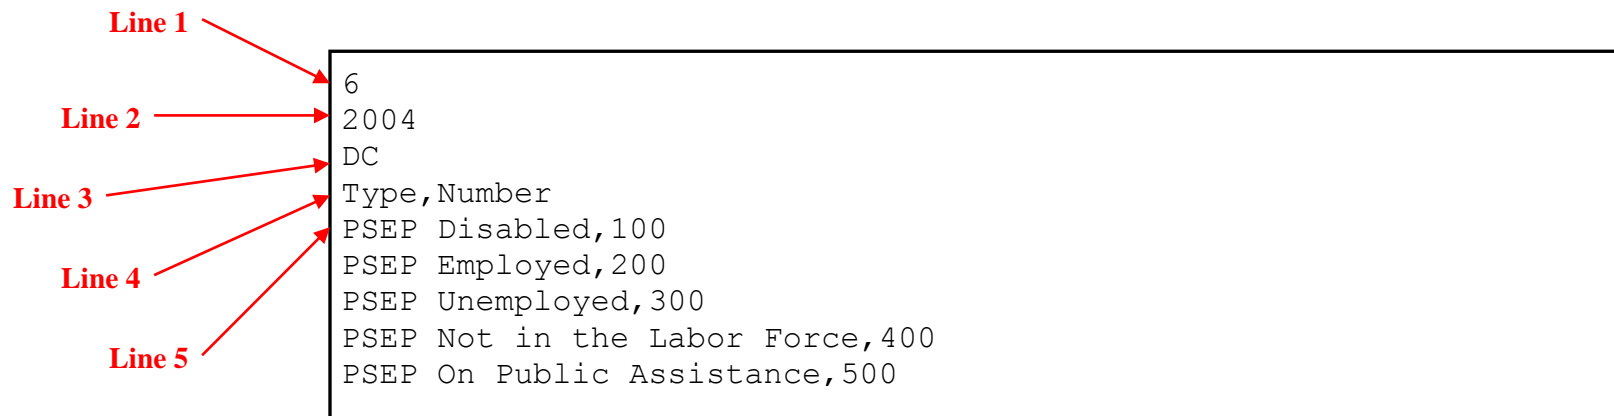 Line 1
6
Line 2
2004
DC
Line 3
Type,Number
PSEP Disabled,100
Line 4
PSEP Employed,200
PSEP Unemployed,300
PSEP Not in the Labor Force,400
Line 5
PSEP On Public Assistance,500